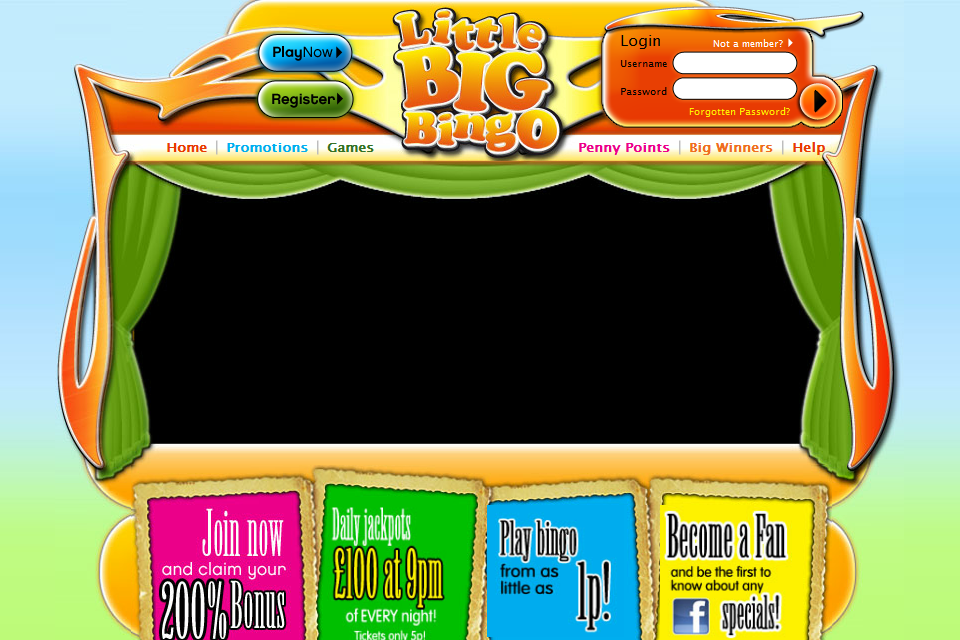 PlayNow
Register
Little
BIG
BinGO
Login
Not a member?
Username
Password
Forgotten Password?
Home
Promotions
Games
Penny Points
Big Winners
Help
Join now
and claim your
200% Bonus
Daily jackpots
£100 at 9pm
of EVERY night!
Tickets only 5p!
Play bingo
from as
little as
1p!
Become a Fan
and be the first to
know about any
f
specials!